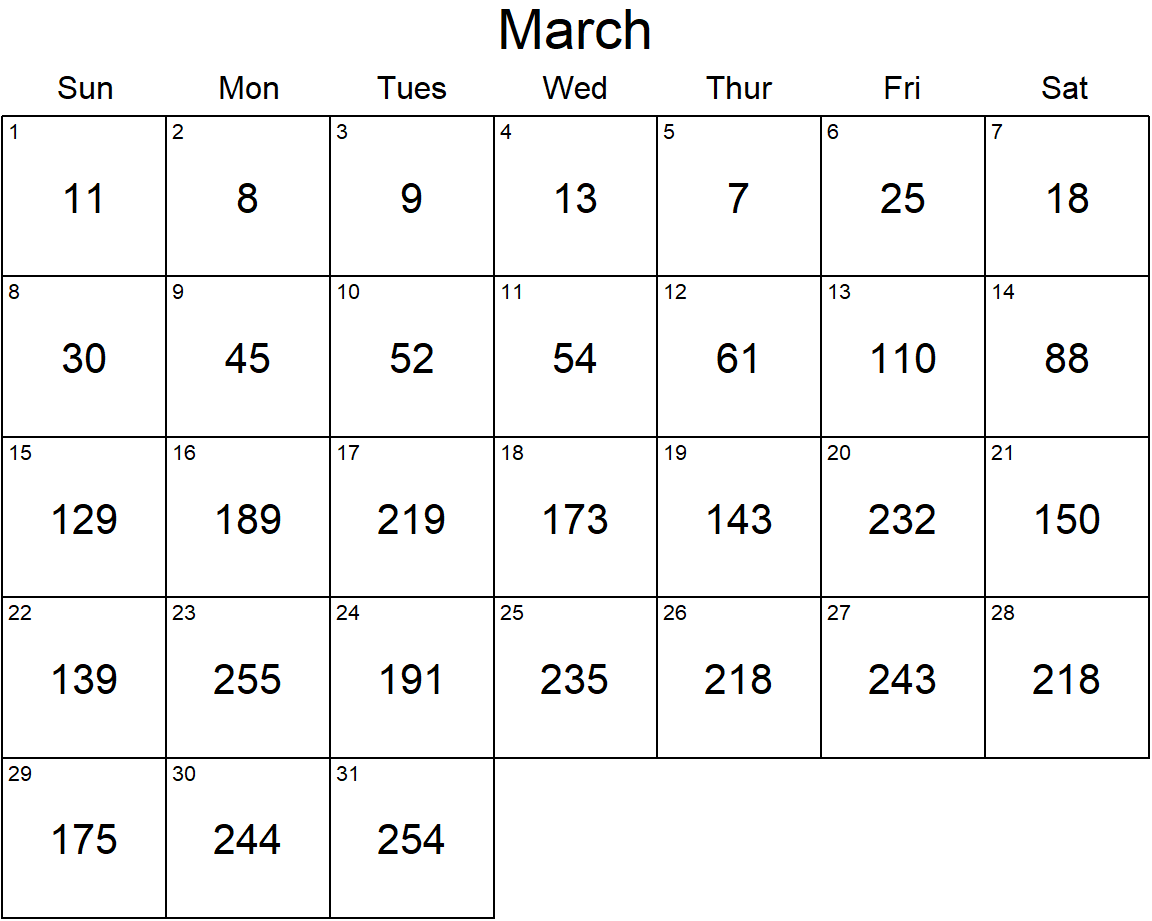 March
Sun Mon Tues Wed Thur Fri Sat
1 2 3 4 5 6 7
11 8 9 13 7 25 18
8 9 10 11 12 13 14
30 45 52 54 61 110 88
15 16 17 18 19 20 21
129 189 219 173 143 232 150
22 23 24 25 26 27 28
139 255 191 235 218 243 218
29 30 31
175 244 254